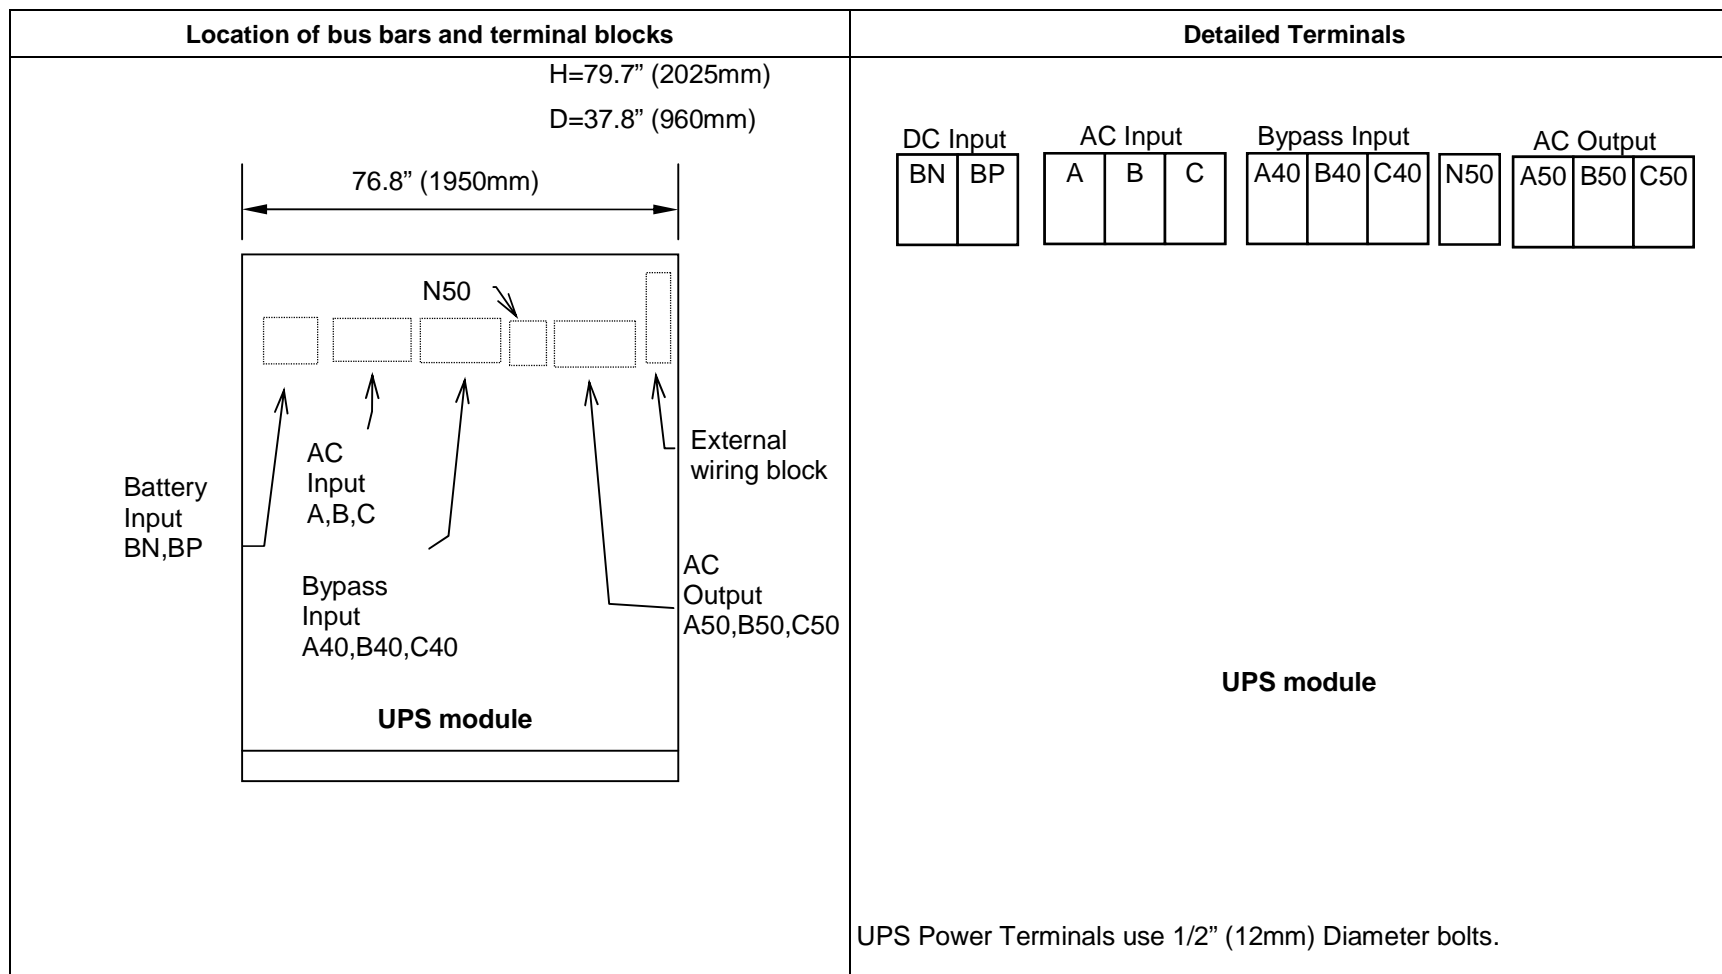 Location of bus bars and terminal blocks
Detailed Terminals
H=79.7” (2025mm)
D=37.8” (960mm)
76.8” (1950mm)
N50
Battery
Input
BN,BP
AC
Input
A,B,C
Bypass
Input
A40,B40,C40
External
wiring block
AC
Output
A50,B50,C50
UPS module
DC Input
AC Input
Bypass Input
AC Output
BN BP A B C A40 B40 C40 N50 A50 B50 C50
UPS module
UPS Power Terminals use 1/2” (12mm) Diameter bolts.